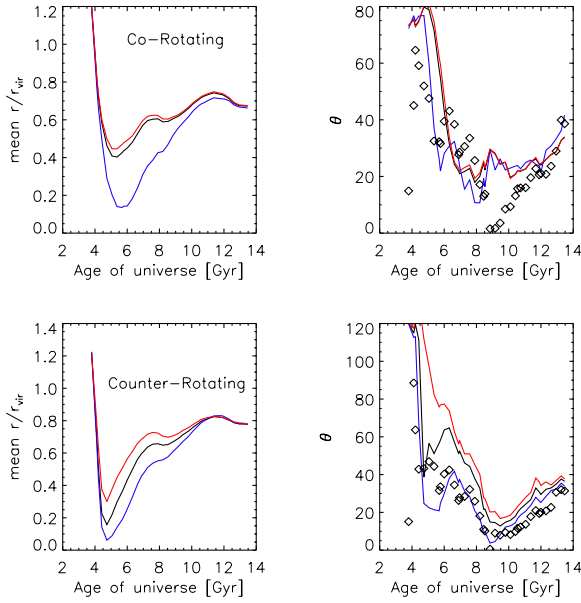 1.2
1.0
0.8
0.6
0.4
0.2
0.0
mean r/r_vir
Co-Rotating
2 4 6 8 10 12 14
Age of universe [Gyr]
80
60
40
20
0
θ
2 4 6 8 10 12 14
Age of universe [Gyr]
1.4
1.2
1.0
0.8
0.6
0.4
0.2
0.0
mean r/r_vir
Counter-Rotating
2 4 6 8 10 12 14
Age of universe [Gyr]
120
100
80
60
40
20
0
θ
2 4 6 8 10 12 14
Age of universe [Gyr]